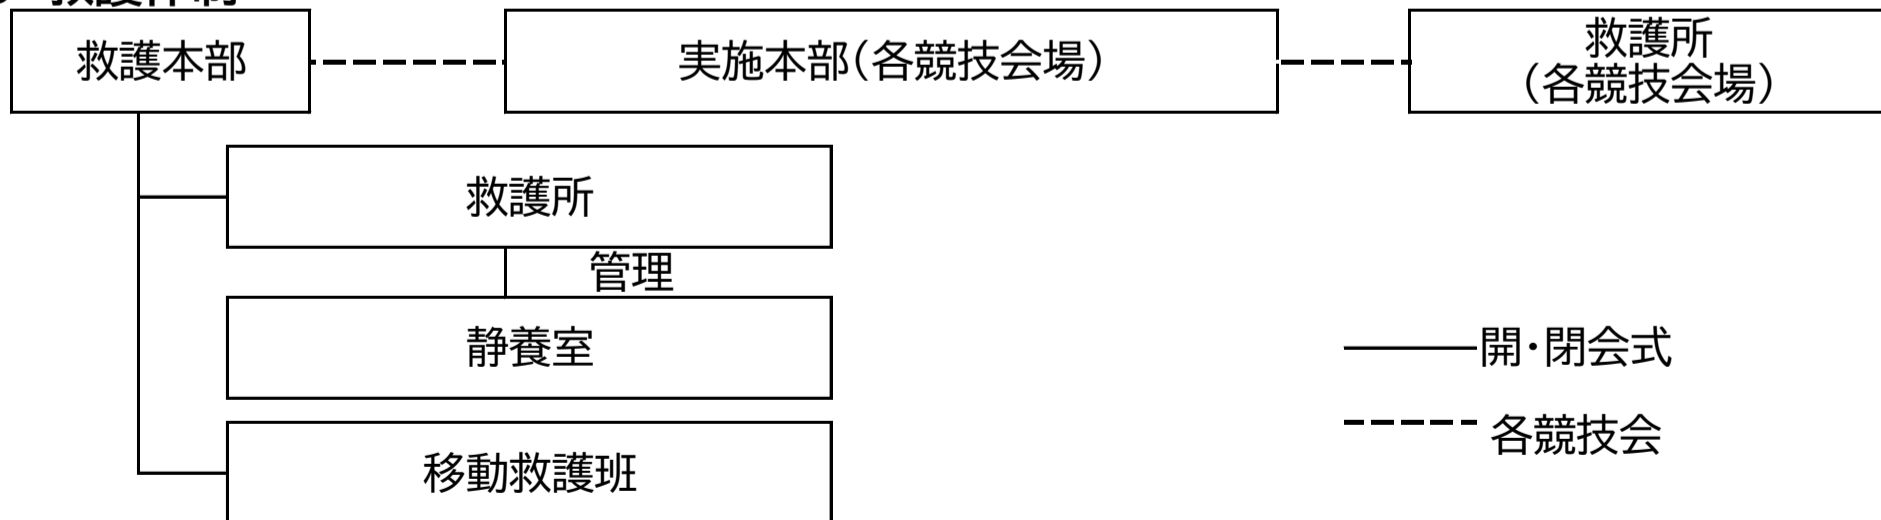 救護本部
実施本部(各競技会場)
救護所
(各競技会場)
救護所
管理
静養室
移動救護班
開・閉会式
各競技会